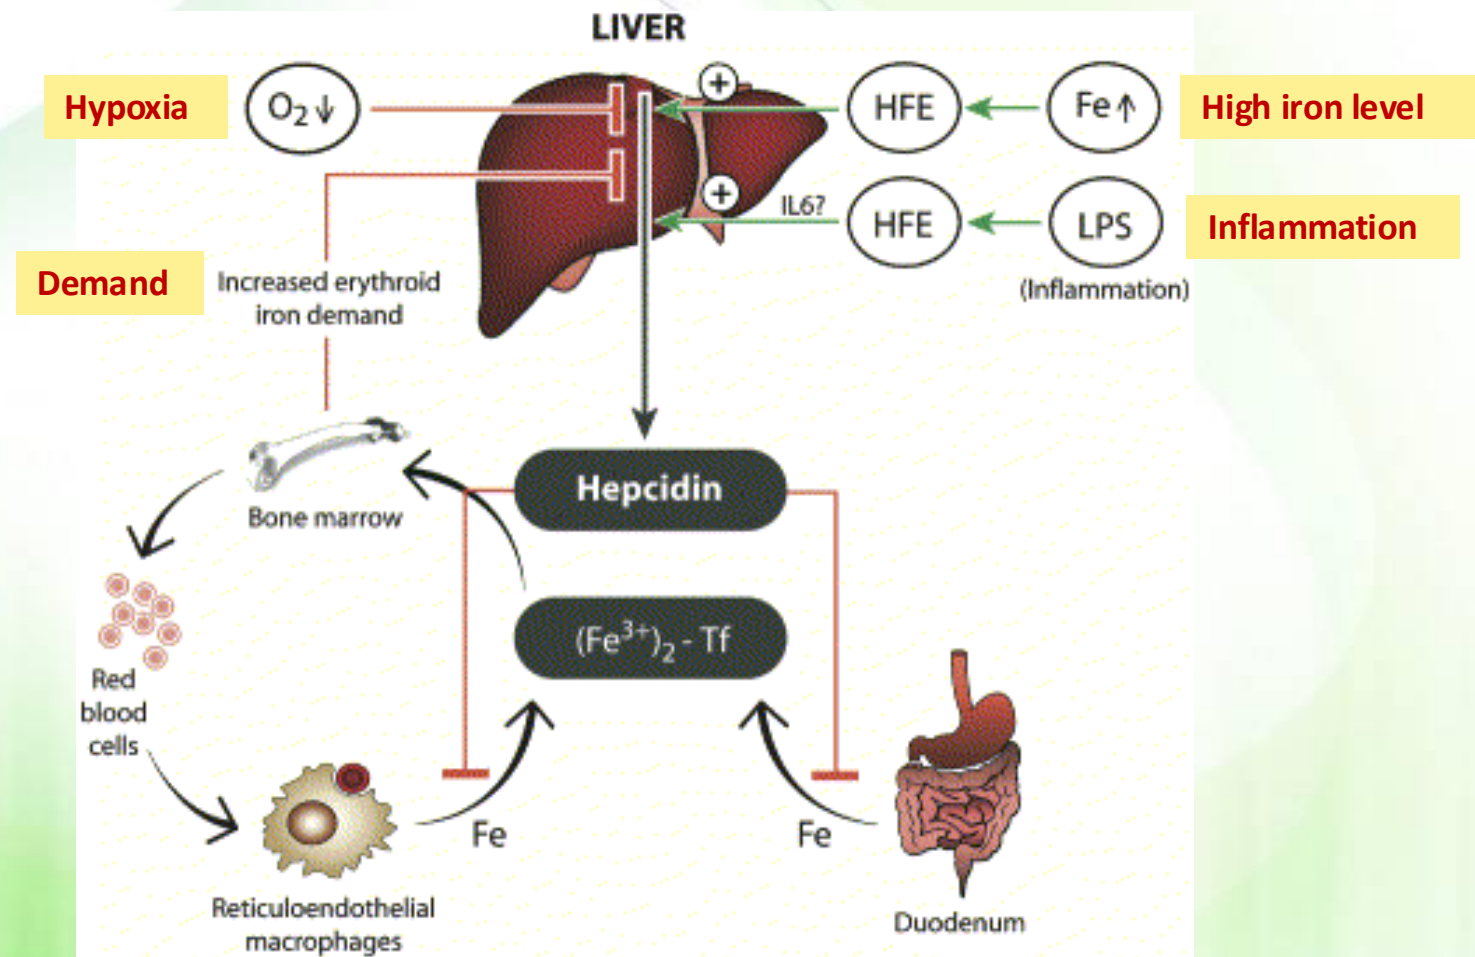 LIVER
Hypoxia
O₂↓
+
HFE
Fe↑
High iron level
+
IL6?
HFE
LPS
Inflammation
(Inflammation)
Demand
Increased erythroid
iron demand
Hepcidin
Bone marrow
(Fe³⁺)₂ - Tf
Red
blood
cells
Fe
Fe
Reticuloendothelial
macrophages
Duodenum